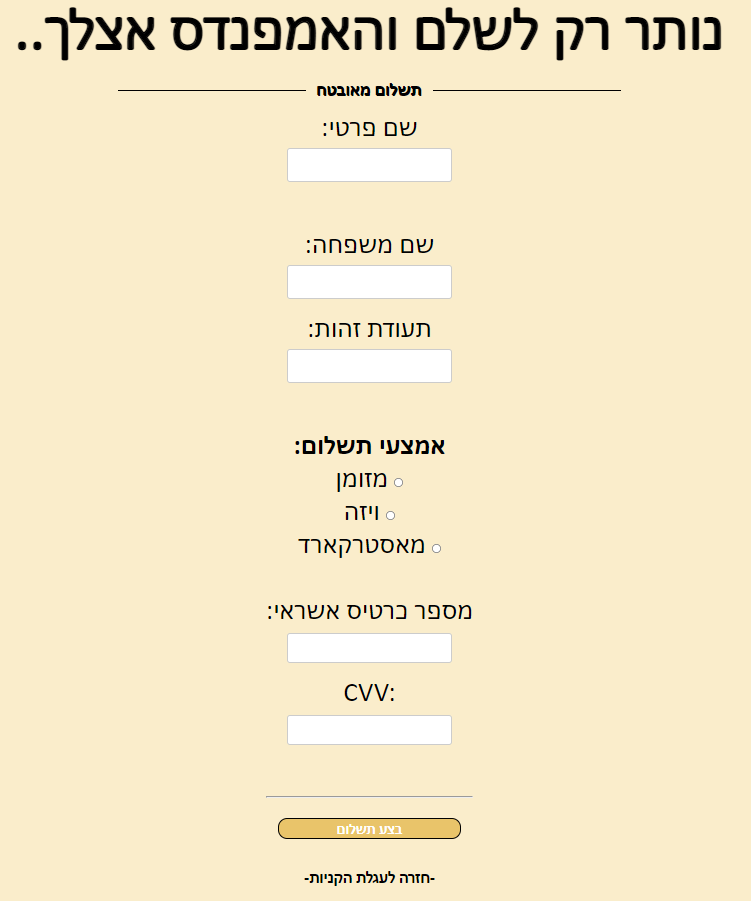 נותר רק לשלם והאמפנדס אצלך..
תשלום מאובטח
שם פרטי:
שם משפחה:
תעודת זהות:
אמצעי תשלום:
מזומן
ויזה
מאסטרקארד
מספר כרטיס אשראי:
CVV:
בצע תשלום
-חזרה לעגלת הקניות-